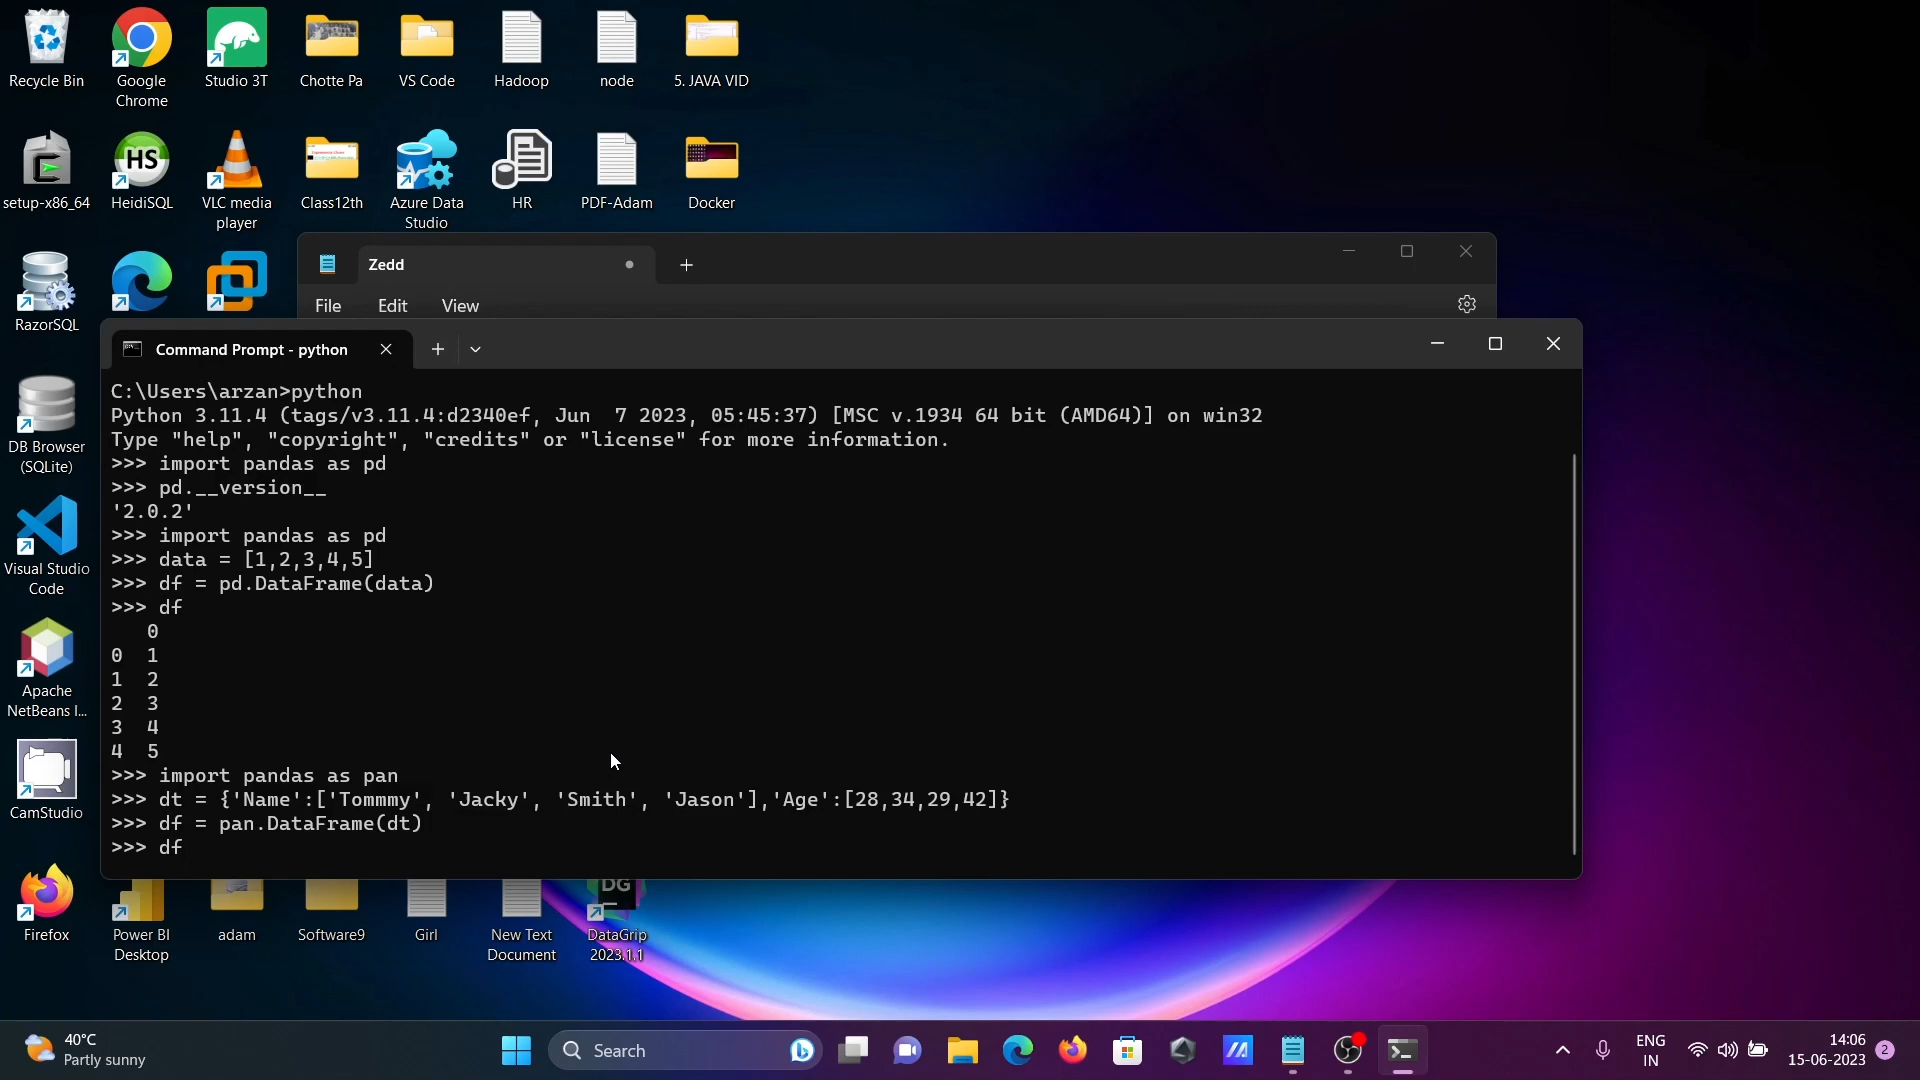 Recycle Bin
Google Chrome
Studio 3T
Chotte Pa
VS Code
Hadoop
node
5. JAVA VID
setup-x86_64
HS
HeidiSQL
VLC media player
Class12th
Azure Data Studio
HR
PDF-Adam
Docker
Zedd
File Edit View
RazorSQL
Command Prompt - python
C:\Users\arzan>python
Python 3.11.4 (tags/v3.11.4:d2340ef, Jun  7 2023, 05:45:37) [MSC v.1934 64 bit (AMD64)] on win32
Type "help", "copyright", "credits" or "license" for more information.
>>> import pandas as pd
>>> pd.__version__
'2.0.2'
>>> import pandas as pd
>>> data = [1,2,3,4,5]
>>> df = pd.DataFrame(data)
>>> df
   0
0  1
1  2
2  3
3  4
4  5
>>> import pandas as pan
>>> dt = {'Name':['Tommmy', 'Jacky', 'Smith', 'Jason'],'Age':[28,34,29,42]}
>>> df = pan.DataFrame(dt)
>>> df
DB Browser (SQLite)
Visual Studio Code
Apache NetBeans I...
CamStudio
Firefox
Power BI Desktop
adam
Software9
Girl
New Text Document
DG
DataGrip 2023.1.1
40°C
Partly sunny
Search
ENG
IN
14:06
15-06-2023
2